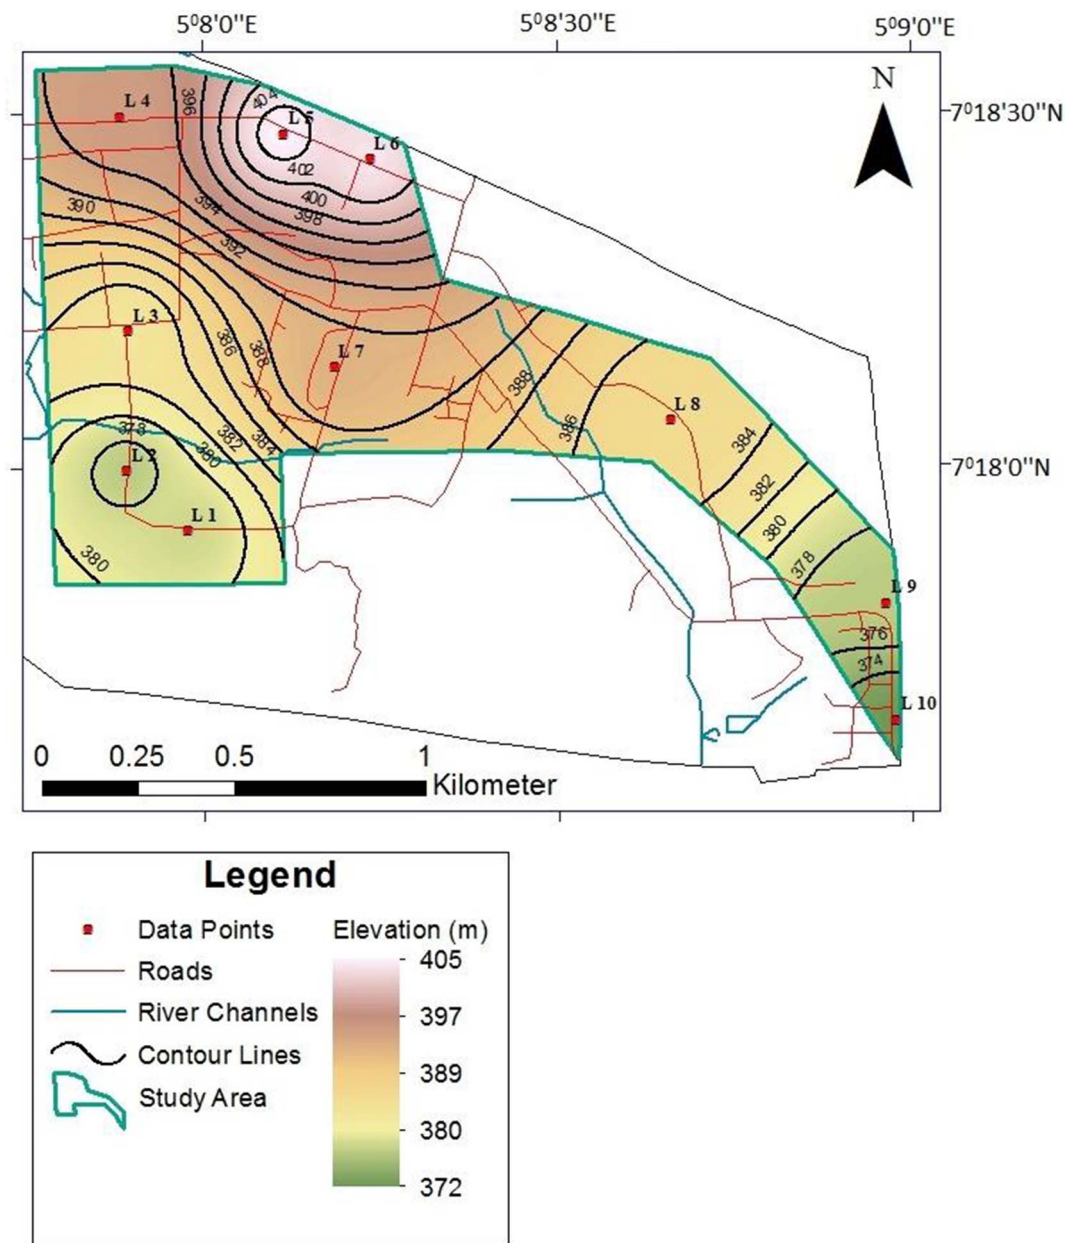 5⁰8'0''E 5⁰8'30''E 5⁰9'0''E
N
7⁰18'30''N
404
396
L 4
L 5
L 6
402
400
398
394
390
392
L 3
386
388
L 7
388
386
L 8
384
378
382
380
384
L 2
7⁰18'0''N
382
380
L 1
380
378
L 9
376
374
L 10
0 0.25 0.5 1
Kilometer
Legend
Data Points
Roads
River Channels
Contour Lines
Study Area
Elevation (m)
405
397
389
380
372